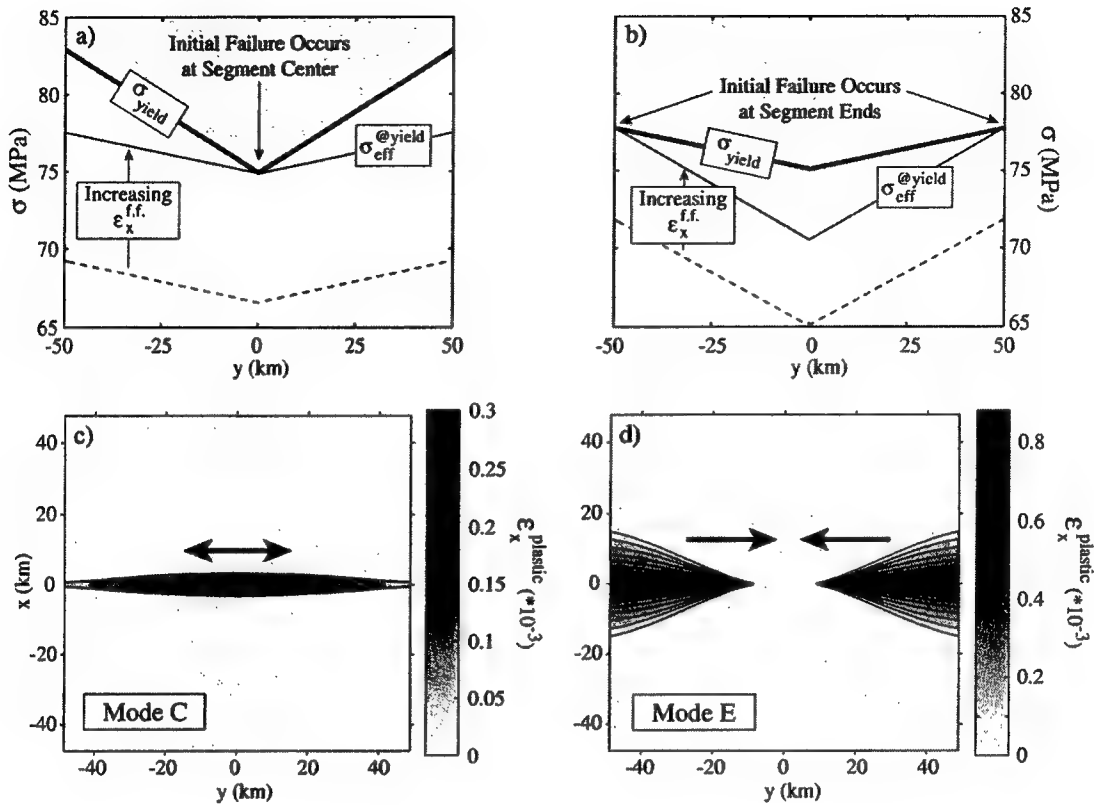 85
a)
Initial Failure Occurs
at Segment Center
80
σ yield
σ eff @yield
75
σ (MPa)
Increasing
ε x f.f.
70
65
-50 -25 0 25 50
y (km)
85
b)
Initial Failure Occurs
at Segment Ends
80
σ yield
σ eff @yield
75
σ (MPa)
Increasing
ε x f.f.
70
65
-50 -25 0 25 50
y (km)
c)
40
20
0
-20
-40
x (km)
Mode C
-40 -20 0 20 40
y (km)
0.3
0.25
0.2
0.15
0.1
0.05
0
ε x plastic (*10-3)
d)
40
20
0
-20
-40
Mode E
-40 -20 0 20 40
y (km)
0.8
0.6
0.4
0.2
0
ε x plastic (*10-3)